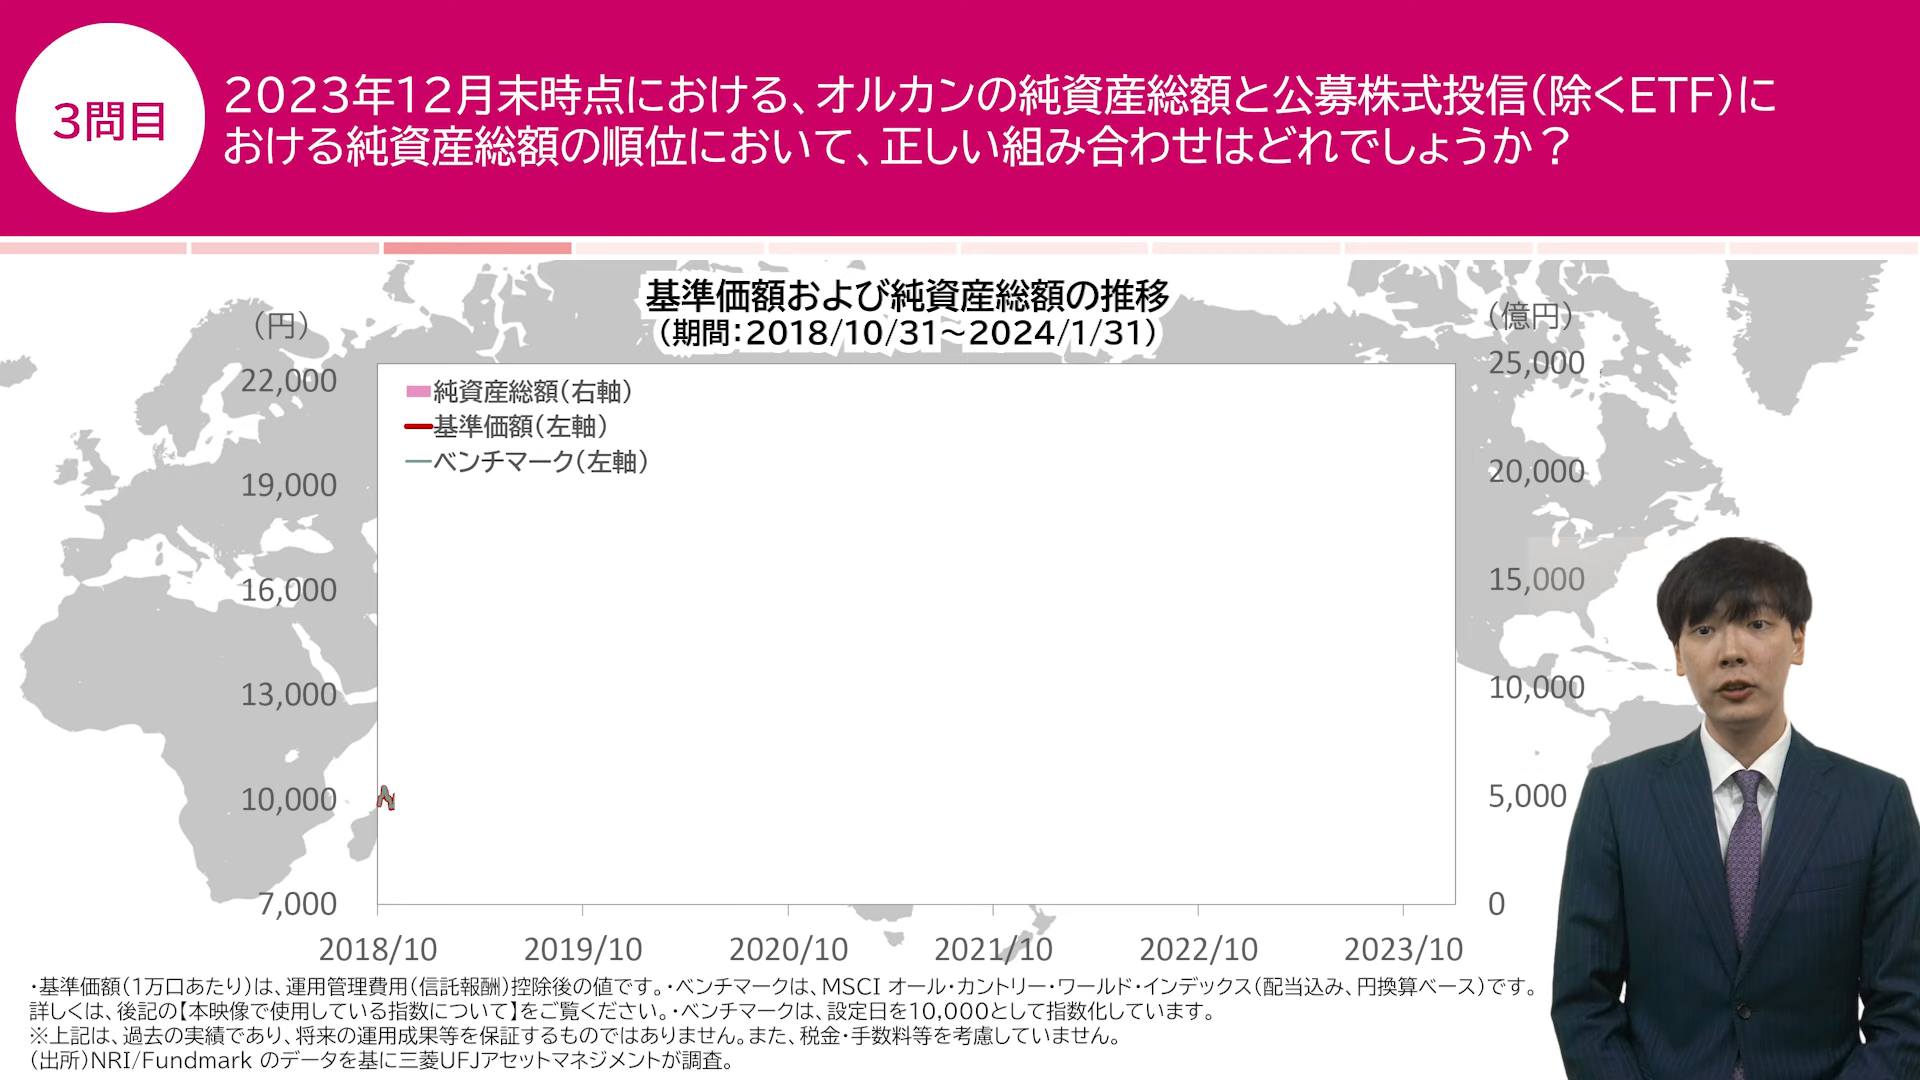 3問目
2023年12月末時点における、オルカンの純資産総額と公募株式投信(除くETF)に
おける純資産総額の順位において、正しい組み合わせはどれでしょうか？
基準価額および純資産総額の推移
(期間:2018/10/31～2024/1/31)
(円)
(億円)
22,000
19,000
16,000
13,000
10,000
7,000
純資産総額(右軸)
基準価額(左軸)
ベンチマーク(左軸)
25,000
20,000
15,000
10,000
5,000
0
2018/10
2019/10
2020/10
2021/10
2022/10
2023/10
・基準価額(1万口あたり)は、運用管理費用(信託報酬)控除後の値です。・ベンチマークは、MSCI オール・カントリー・ワールド・インデックス(配当込み、円換算ベース)です。
詳しくは、後記の【本映像で使用している指数について】をご覧ください。・ベンチマークは、設定日を10,000として指数化しています。
※上記は、過去の実績であり、将来の運用成果等を保証するものではありません。また、税金・手数料等を考慮していません。
(出所)NRI/Fundmark のデータを基に三菱UFJアセットマネジメントが調査。